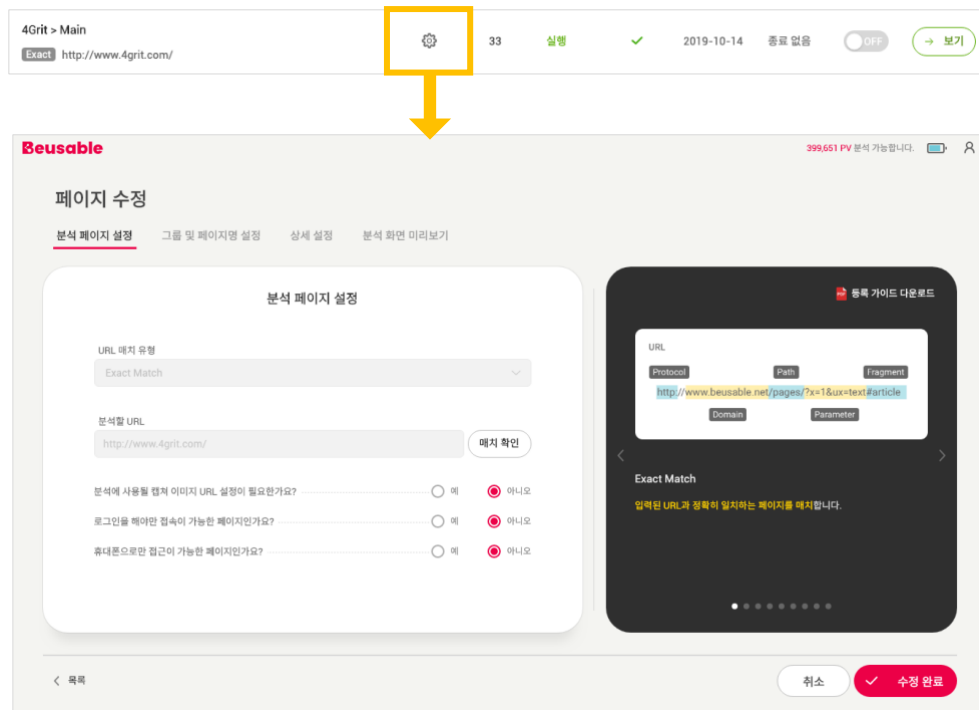 4Grit > Main
Exact http://www.4grit.com/
33 실행 2019-10-14 종료 없음 OFF → 보기
Beusable
399,651 PV 분석 가능합니다.
페이지 수정
분석 페이지 설정 그룹 및 페이지명 설정 상세 설정 분석 화면 미리보기
분석 페이지 설정
URL 매치 유형
Exact Match
분석할 URL
http://www.4grit.com/ 매치 확인
분석에 사용될 캡쳐 이미지 URL 설정이 필요한가요? 예 아니오
로그인을 해야만 접속이 가능한 페이지인가요? 예 아니오
휴대폰으로만 접근이 가능한 페이지인가요? 예 아니오
등록 가이드 다운로드
URL
Protocol Path Fragment
http://www.beusable.net/pages/?x=1&ux=text#article
Domain Parameter
Exact Match
입력된 URL과 정확히 일치하는 페이지를 매치합니다.
목록
취소 수정 완료